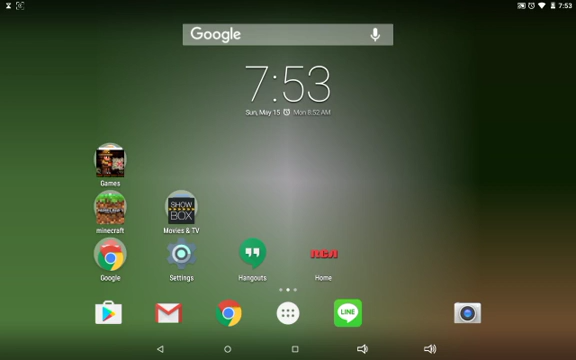 7:53
Google
7:53
Sun, May 15 Mon 8:52 AM
Games
SHOW
BOX
minecraft
Movies & TV
RCA
Google
Settings
Hangouts
Home
LINE